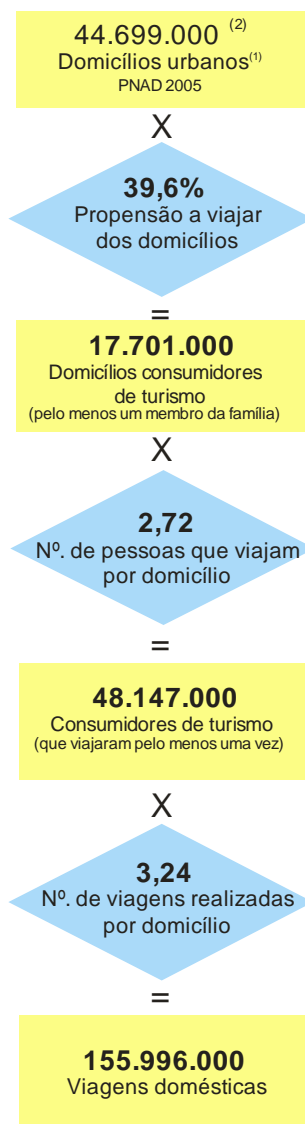 44.699.000 (2)
Domicílios urbanos(1)
PNAD 2005
X
39,6%
Propensão a viajar
dos domicílios
=
17.701.000
Domicílios consumidores
de turismo
(pelo menos um membro da família)
X
2,72
Nº. de pessoas que viajam
por domicílio
=
48.147.000
Consumidores de turismo
(que viajaram pelo menos uma vez)
X
3,24
Nº. de viagens realizadas
por domicílio
=
155.996.000
Viagens domésticas